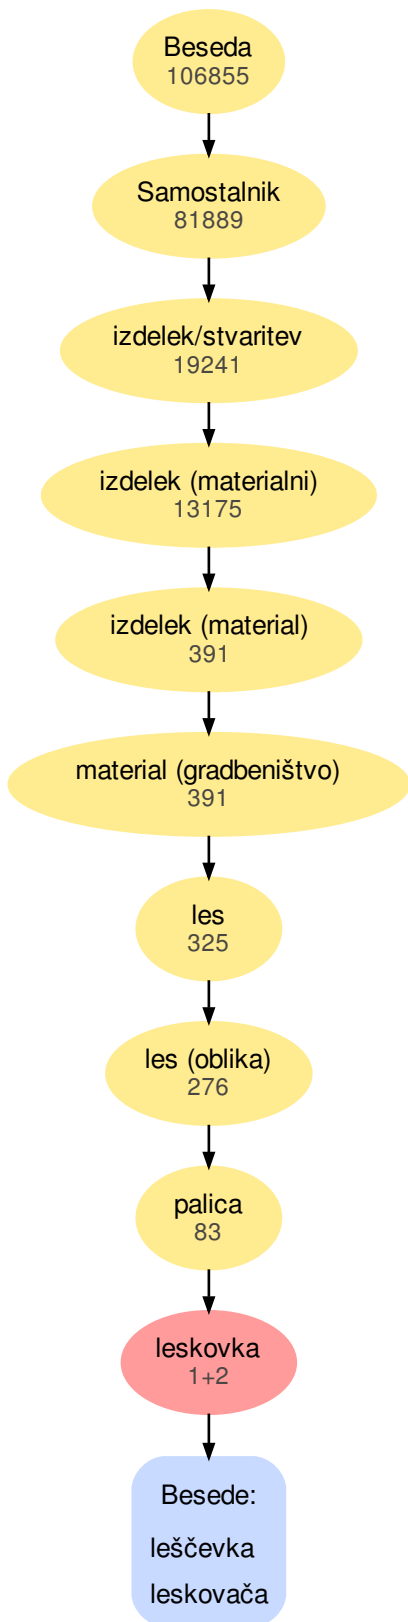 Beseda
106855
Samostalnik
81889
izdelek/stvaritev
19241
izdelek (materialni)
13175
izdelek (material)
391
material (gradbeništvo)
391
les
325
les (oblika)
276
palica
83
leskovka
1+2
Besede:
leščevka
leskovača